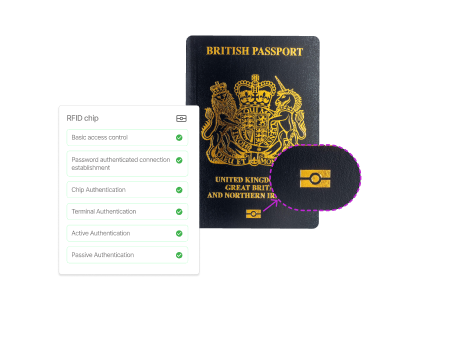 BRITISH PASSPORT
RFID chip
Basic access control
Password authenticated connection
establishment
Chip Authentication
Terminal Authentication
Active Authentication
Passive Authentication
UNITED KINGD
GREAT BRIT
AND NORTHERN IR